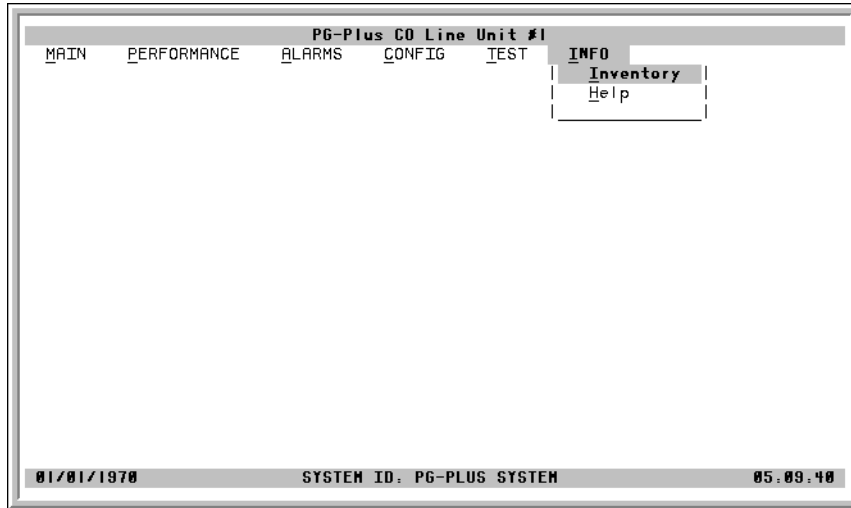 PG-Plus CO Line Unit #1
MAIN PERFORMANCE ALARMS CONFIG TEST INFO
Inventory
Help
01/01/1970 SYSTEM ID: PG-PLUS SYSTEM 05:09:40